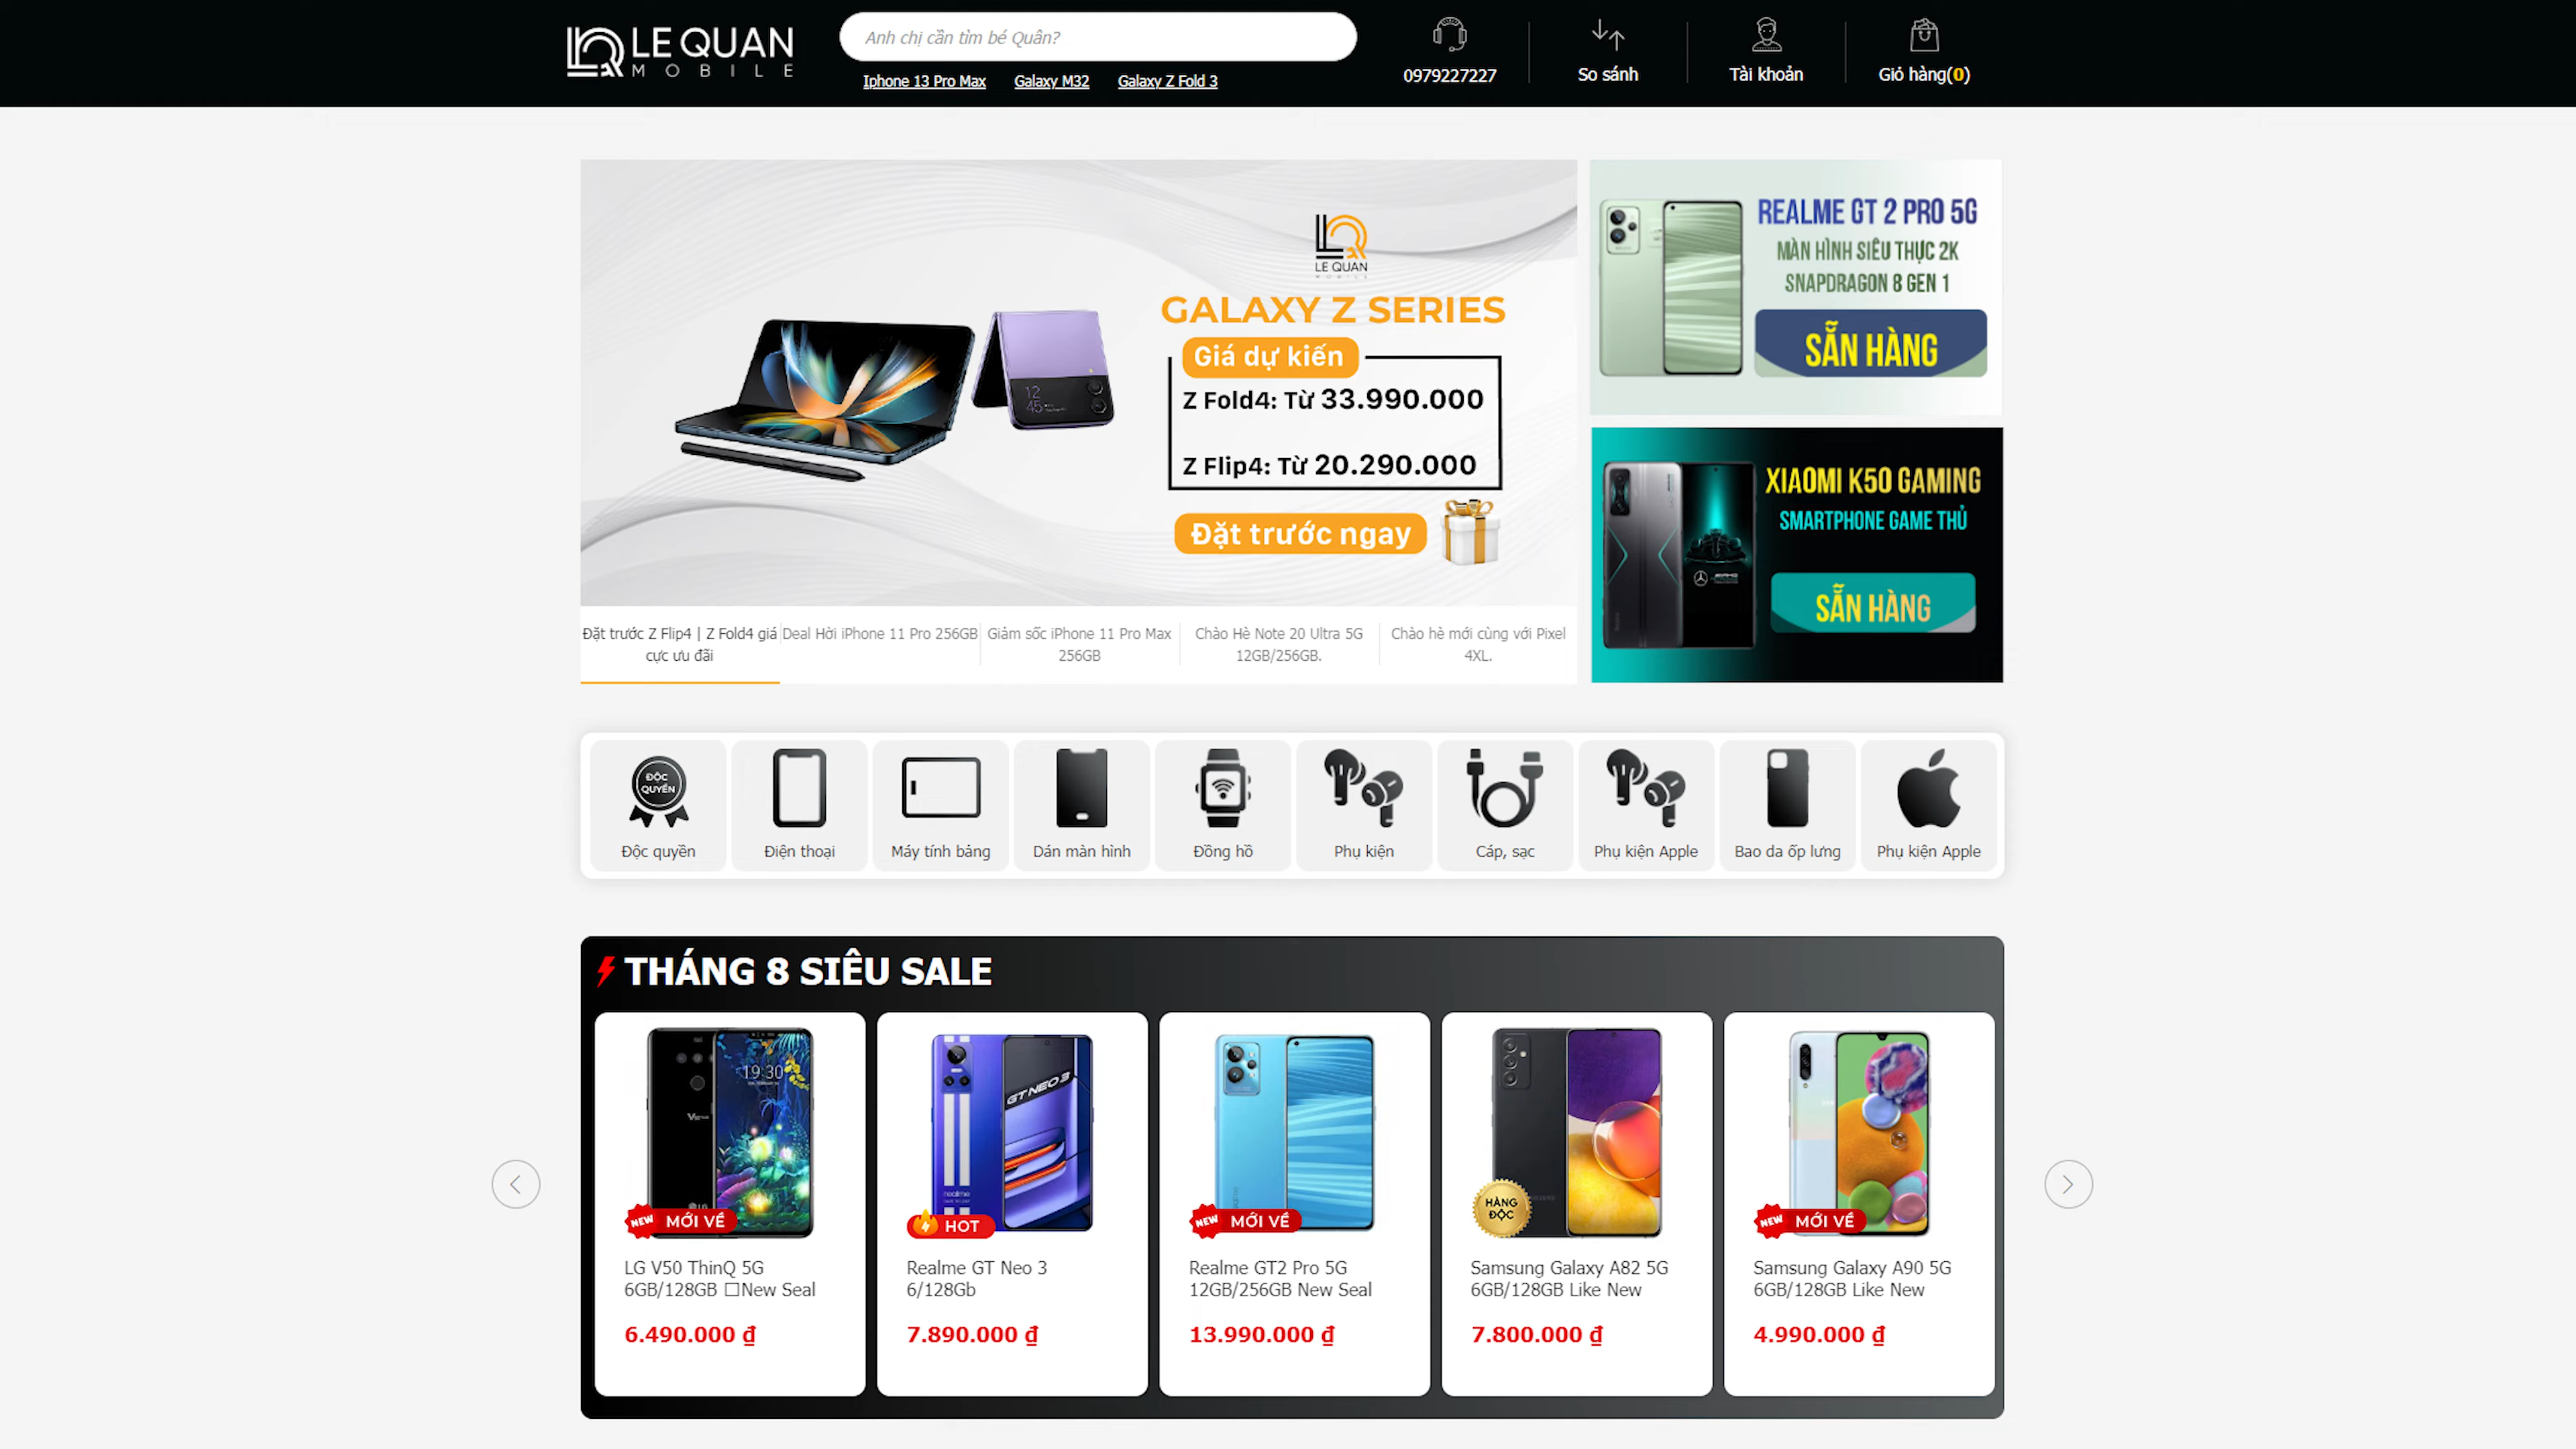 LE QUAN
MOBILE
Anh chị cần tìm bé Quân?
Iphone 13 Pro Max
Galaxy M32
Galaxy Z Fold 3
0979227227
So sánh
Tài khoản
Giỏ hàng(0)
LE QUAN
MOBILE
GALAXY Z SERIES
Giá dự kiến
Z Fold4: Từ 33.990.000
Z Flip4: Từ 20.290.000
Đặt trước ngay
12
45
REALME GT 2 PRO 5G
MÀN HÌNH SIÊU THỰC 2K
SNAPDRAGON 8 GEN 1
SẴN HÀNG
XIAOMI K50 GAMING
SMARTPHONE GAME THỦ
SẴN HÀNG
Đặt trước Z Flip4 | Z Fold4 giá
cực ưu đãi
Deal Hời iPhone 11 Pro 256GB
Giảm sốc iPhone 11 Pro Max
256GB
Chào Hè Note 20 Ultra 5G
12GB/256GB.
Chào hè mới cùng với Pixel
4XL.
ĐỘC
QUYỀN
Độc quyền
Điện thoại
Máy tính bảng
Dán màn hình
Đồng hồ
Phụ kiện
Cáp, sạc
Phụ kiện Apple
Bao da ốp lưng
Phụ kiện Apple
THÁNG 8 SIÊU SALE
19:30
NEW MỚI VỀ
LG V50 ThinQ 5G
6GB/128GB □New Seal
6.490.000 ₫
GT NEO 3
realme
HOT
Realme GT Neo 3
6/128Gb
7.890.000 ₫
realme
NEW MỚI VỀ
Realme GT2 Pro 5G
12GB/256GB New Seal
13.990.000 ₫
HÀNG
ĐỘC
Samsung Galaxy A82 5G
6GB/128GB Like New
7.800.000 ₫
NEW MỚI VỀ
Samsung Galaxy A90 5G
6GB/128GB Like New
4.990.000 ₫